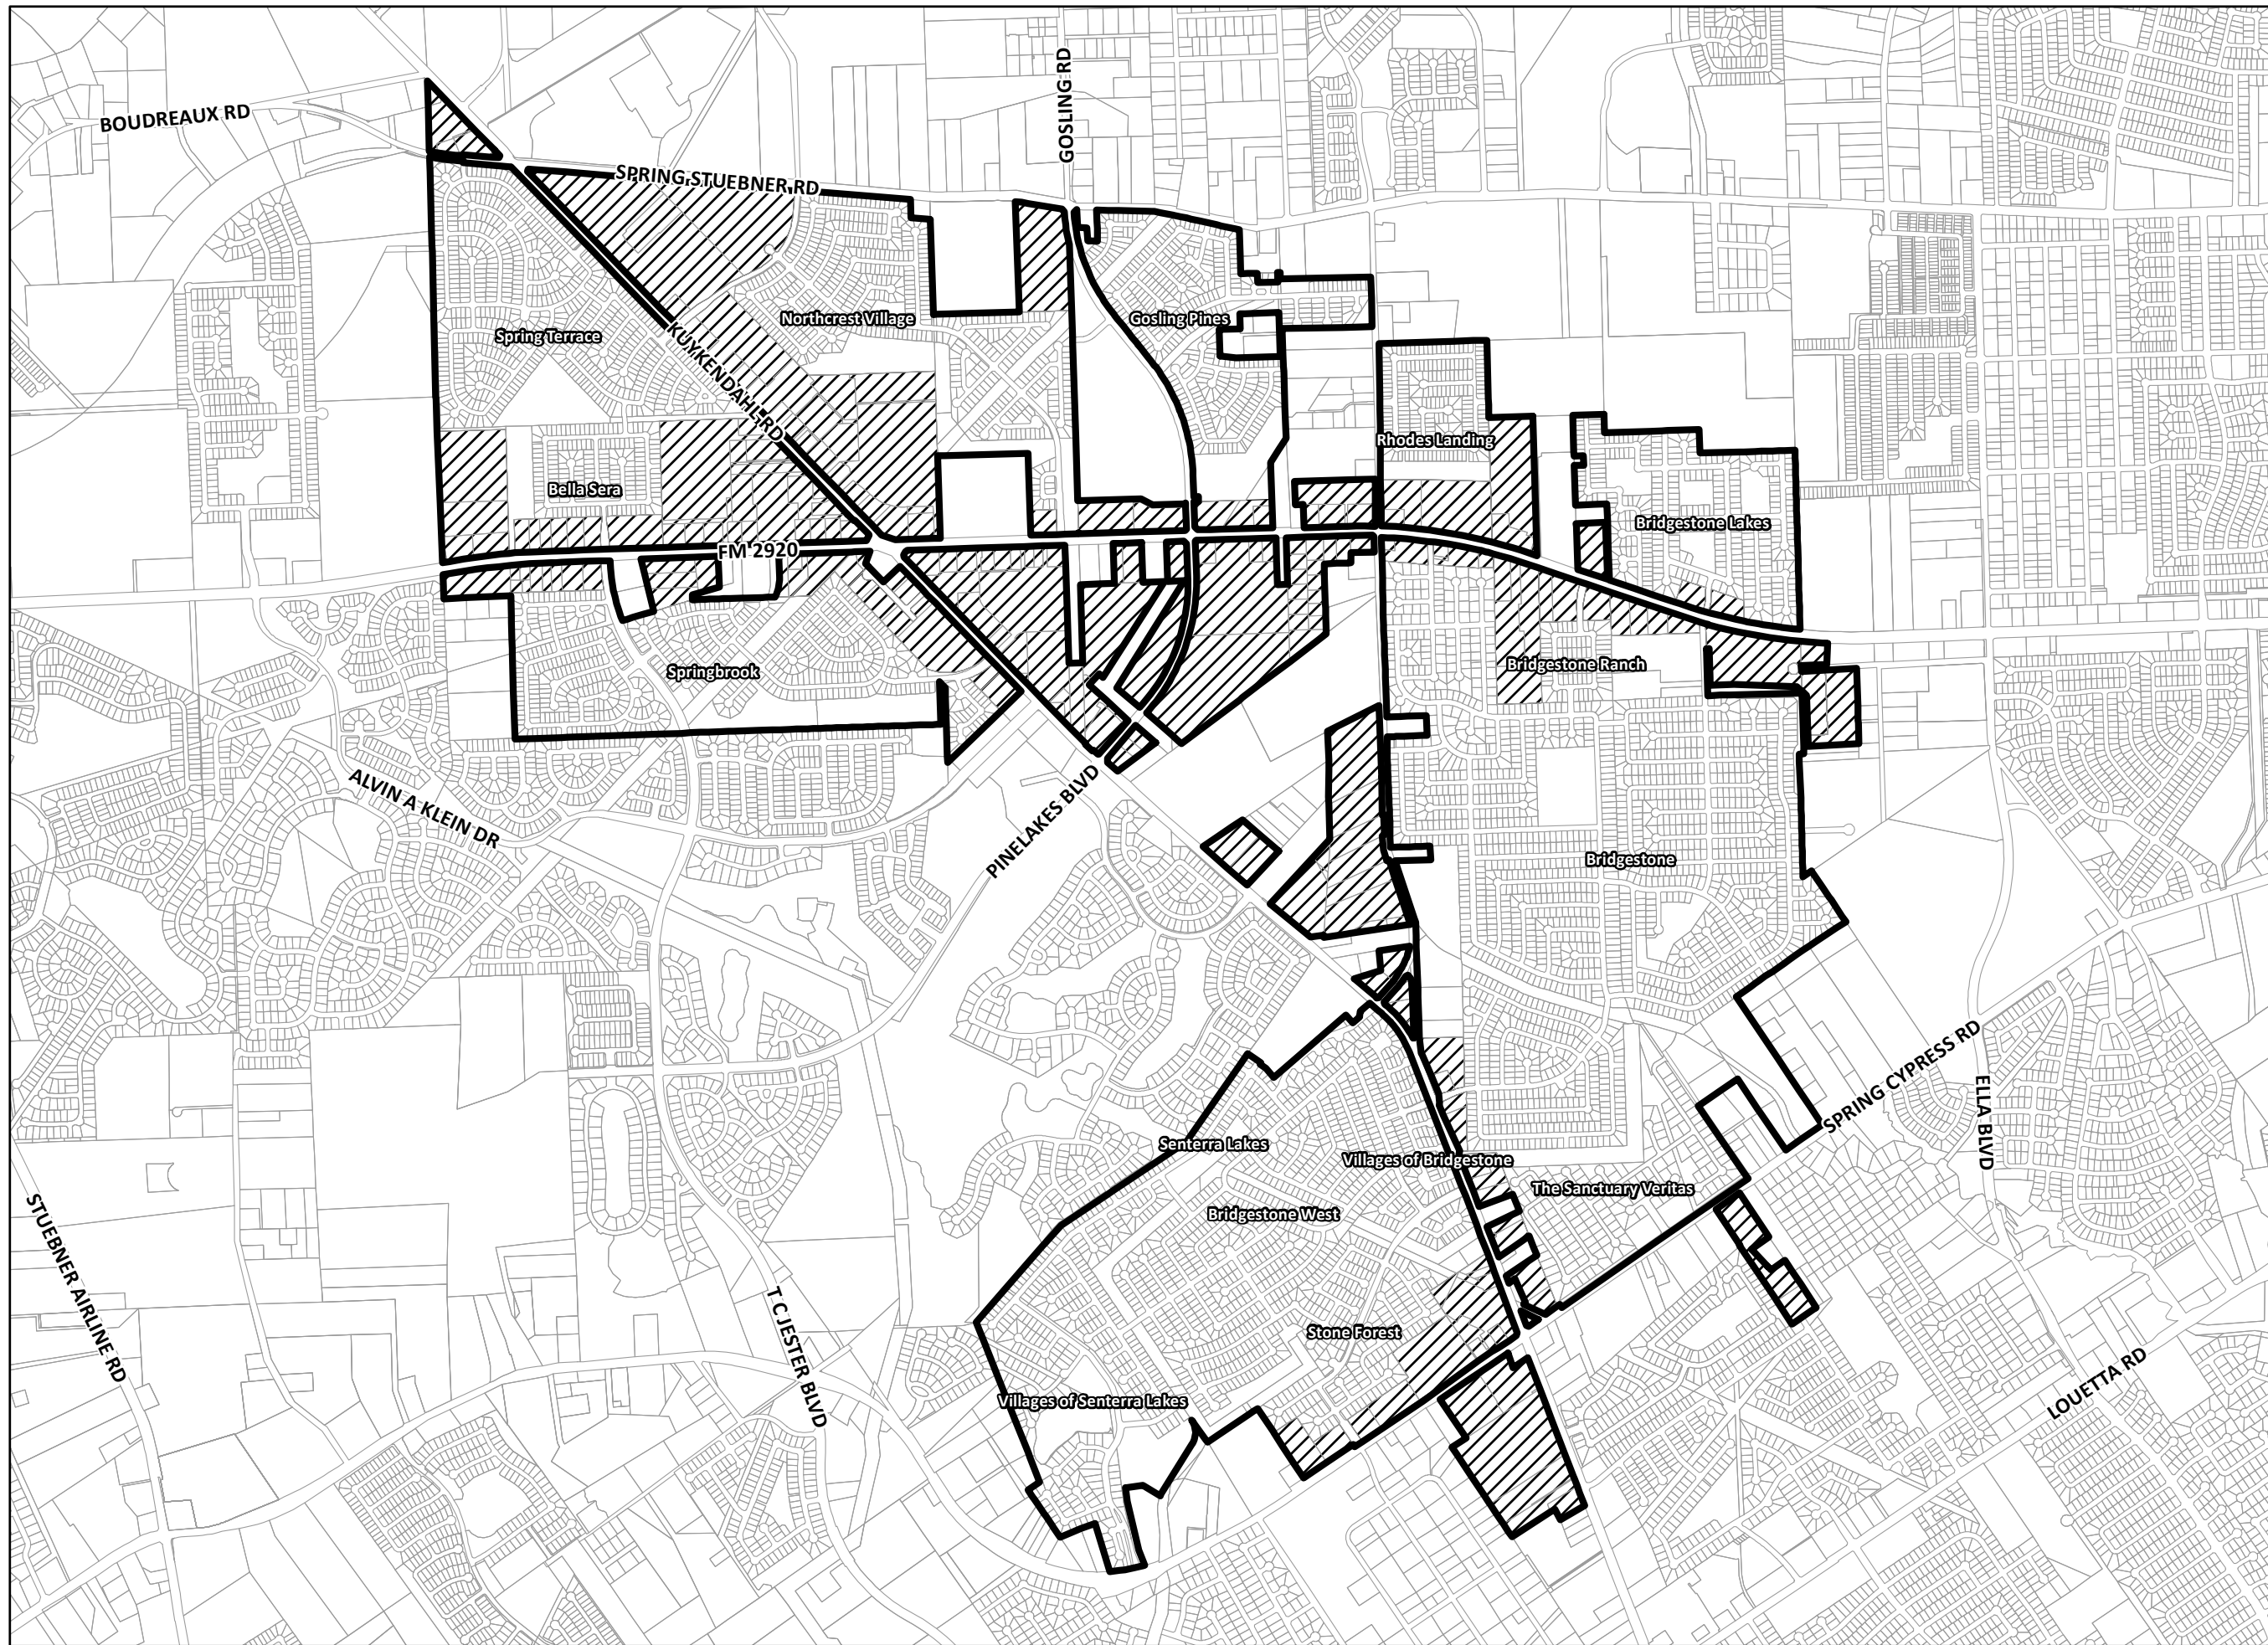 BOUDREAUX RD
GOSLING RD
SPRING STUEBNER RD
Spring Terrace
KUYKENDAHL RD
Northcrest Village
Gosling Pines
Rhodes Landing
Bella Sera
FM 2920
Bridgestone Lakes
Springbrook
Bridgestone Ranch
ALVIN A KLEIN DR
PINELAKES BLVD
Bridgestone
SPRING CYPRESS RD
ELLA BLVD
Senterra Lakes
Villages of Bridgestone
The Sanctuary Veritas
Bridgestone West
STUEBNER AIRLINE RD
T C JESTER BLVD
Stone Forest
Villages of Senterra Lakes
LOUETTA RD